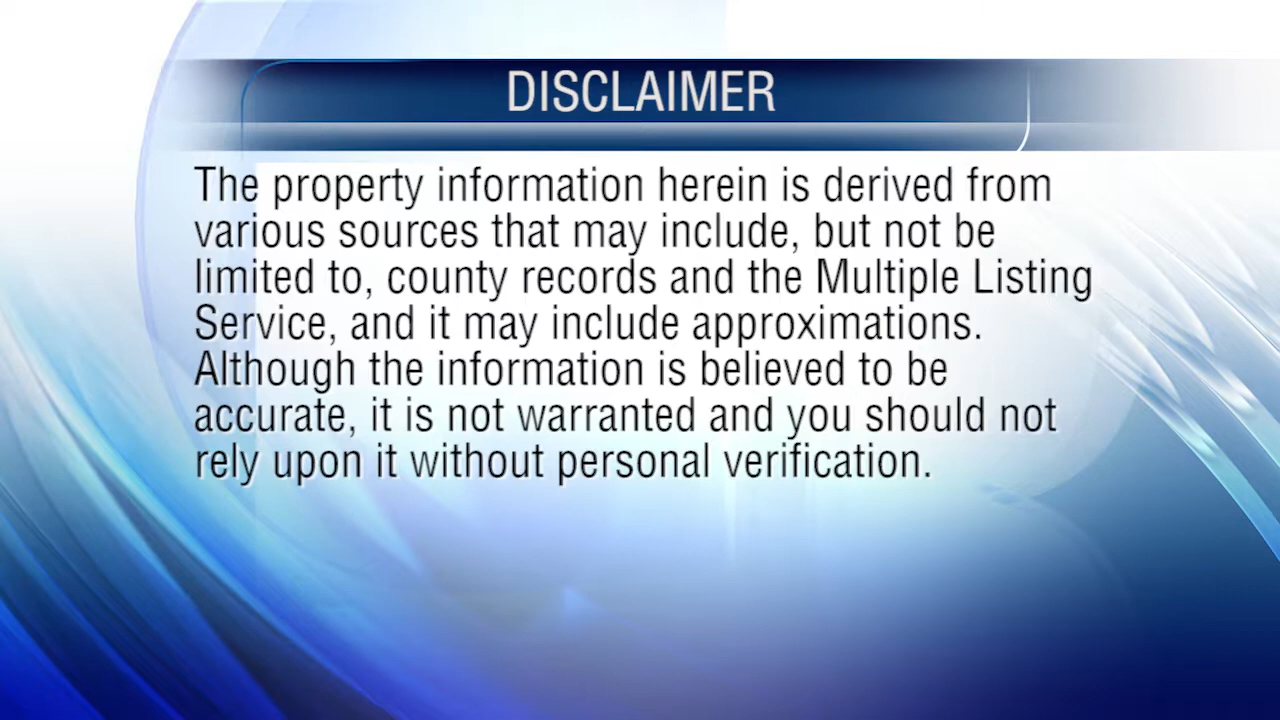 DISCLAIMER
The property information herein is derived from
various sources that may include, but not be
limited to, county records and the Multiple Listing
Service, and it may include approximations.
Although the information is believed to be
accurate, it is not warranted and you should not
rely upon it without personal verification.